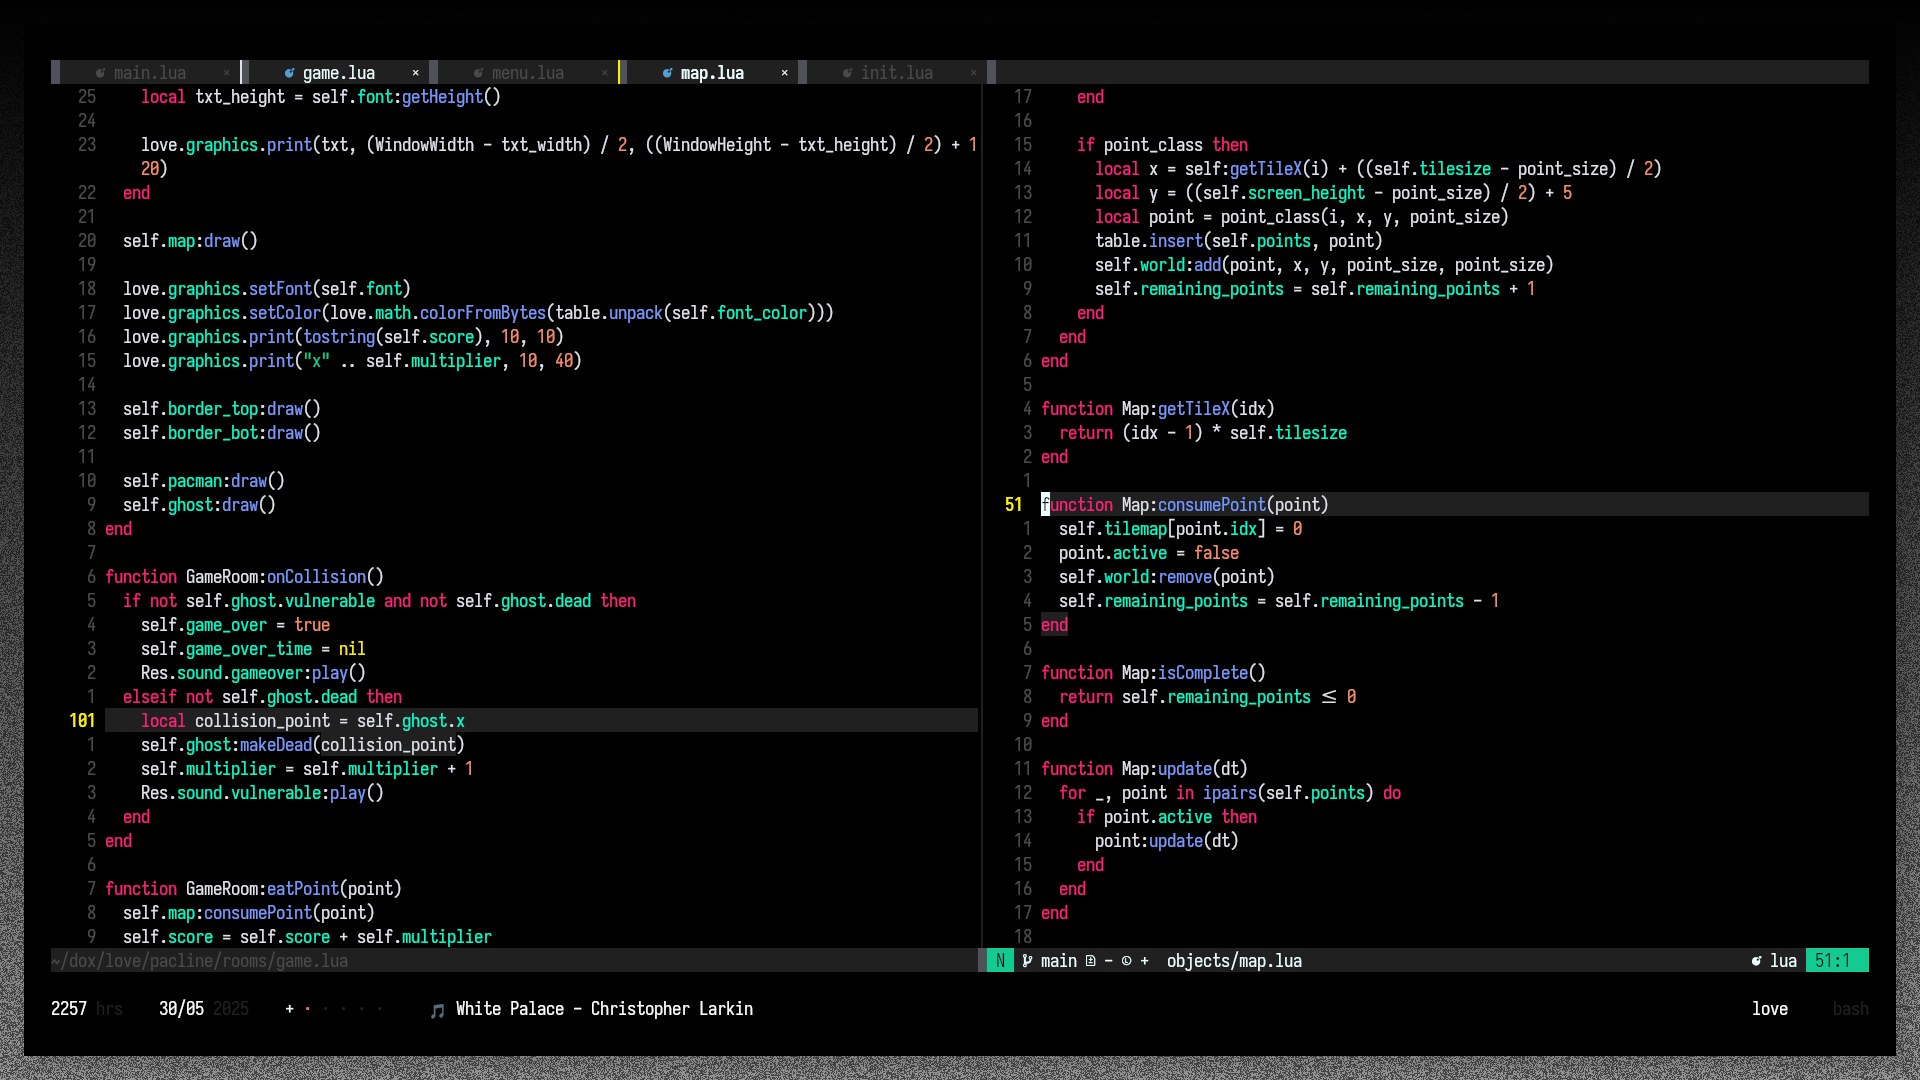 main.lua × game.lua × menu.lua × map.lua × init.lua ×
25 local txt_height = self.font:getHeight()
24
23 love.graphics.print(txt, (WindowWidth - txt_width) / 2, ((WindowHeight - txt_height) / 2) + 1
20)
22 end
21
20 self.map:draw()
19
18 love.graphics.setFont(self.font)
17 love.graphics.setColor(love.math.colorFromBytes(table.unpack(self.font_color)))
16 love.graphics.print(tostring(self.score), 10, 10)
15 love.graphics.print("x" .. self.multiplier, 10, 40)
14
13 self.border_top:draw()
12 self.border_bot:draw()
11
10 self.pacman:draw()
9 self.ghost:draw()
8 end
7
6 function GameRoom:onCollision()
5 if not self.ghost.vulnerable and not self.ghost.dead then
4 self.game_over = true
3 self.game_over_time = nil
2 Res.sound.gameover:play()
1 elseif not self.ghost.dead then
101 local collision_point = self.ghost.x
1 self.ghost:makeDead(collision_point)
2 self.multiplier = self.multiplier + 1
3 Res.sound.vulnerable:play()
4 end
5 end
6
7 function GameRoom:eatPoint(point)
8 self.map:consumePoint(point)
9 self.score = self.score + self.multiplier
~/dox/love/pacline/rooms/game.lua
17 end
16
15 if point_class then
14 local x = self:getTileX(i) + ((self.tilesize - point_size) / 2)
13 local y = ((self.screen_height - point_size) / 2) + 5
12 local point = point_class(i, x, y, point_size)
11 table.insert(self.points, point)
10 self.world:add(point, x, y, point_size, point_size)
9 self.remaining_points = self.remaining_points + 1
8 end
7 end
6 end
5
4 function Map:getTileX(idx)
3 return (idx - 1) * self.tilesize
2 end
1
51 function Map:consumePoint(point)
1 self.tilemap[point.idx] = 0
2 point.active = false
3 self.world:remove(point)
4 self.remaining_points = self.remaining_points - 1
5 end
6
7 function Map:isComplete()
8 return self.remaining_points ≤ 0
9 end
10
11 function Map:update(dt)
12 for _, point in ipairs(self.points) do
13 if point.active then
14 point:update(dt)
15 end
16 end
17 end
18
N main - + objects/map.lua lua 51:1
2257 hrs 30/05 2025 + · · · · · White Palace - Christopher Larkin love bash